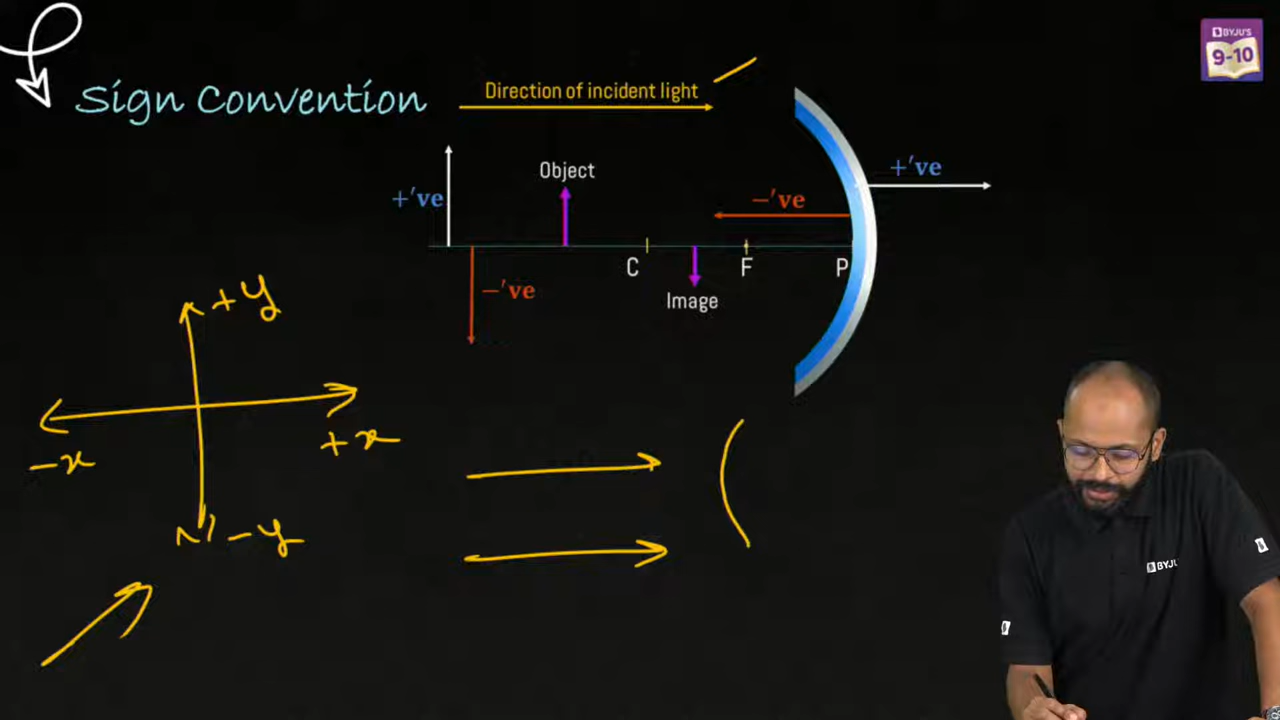 BYJU'S
9-10
Sign Convention
Direction of incident light
+'ve
Object
-'ve
+'ve
C
F
P
-'ve
Image
+y
-x
+x
-y
BYJU'